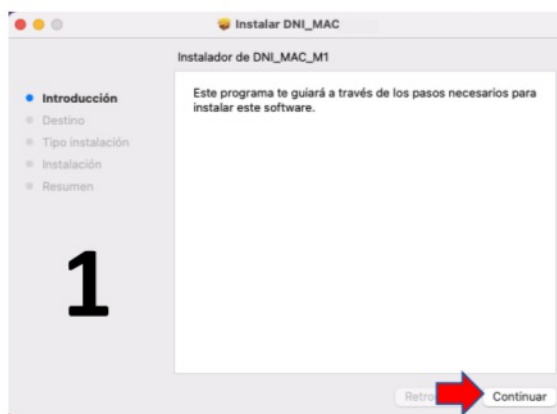 Instalar DNI_MAC
Instalador de DNI_MAC_M1
Introducción
Destino
Tipo instalación
Instalación
Resumen
Este programa te guiará a través de los pasos necesarios para
instalar este software.
1
Continuar